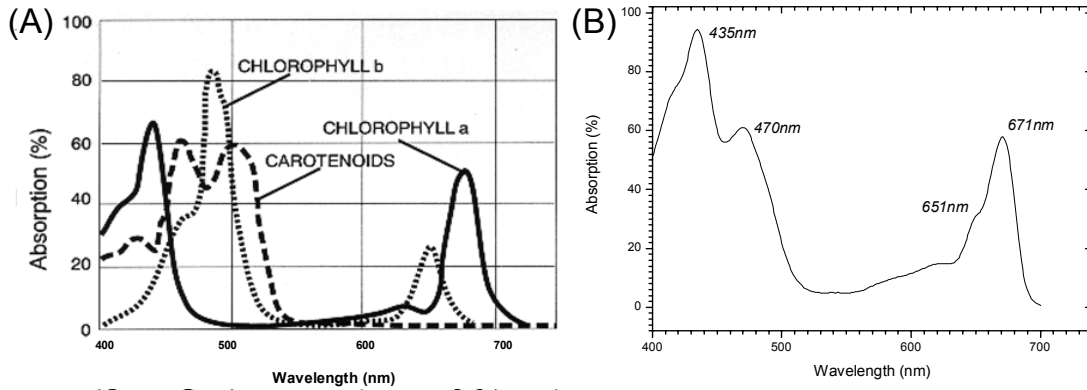 (A)
100
80
60
40
20
0
Absorption (%)
CHLOROPHYLL b
CHLOROPHYLL a
CAROTENOIDS
400
500
600
700
Wavelength (nm)
(B)
100
80
60
40
20
0
Absorption (%)
435nm
470nm
651nm
671nm
400
500
600
700
Wavelength (nm)